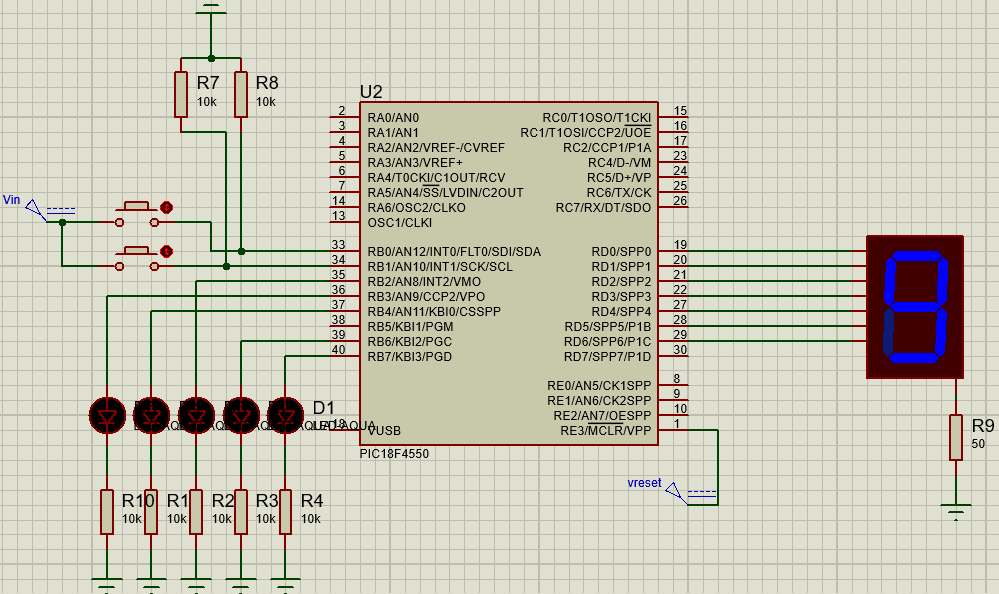 R7
10k
R8
10k
U2
2
RA0/AN0
3
RA1/AN1
4
RA2/AN2/VREF-/CVREF
5
RA3/AN3/VREF+
6
RA4/T0CKI/C1OUT/RCV
7
RA5/AN4/SS/LVDIN/C2OUT
14
RA6/OSC2/CLKO
13
OSC1/CLKI
33
RB0/AN12/INT0/FLT0/SDI/SDA
34
RB1/AN10/INT1/SCK/SCL
35
RB2/AN8/INT2/VMO
36
RB3/AN9/CCP2/VPO
37
RB4/AN11/KBI0/CSSPP
38
RB5/KBI1/PGM
39
RB6/KBI2/PGC
40
RB7/KBI3/PGD
VUSB
RC0/T1OSO/T1CKI
15
RC1/T1OSI/CCP2/UOE
16
RC2/CCP1/P1A
17
RC4/D-/VM
23
RC5/D+/VP
24
RC6/TX/CK
25
RC7/RX/DT/SDO
26
RD0/SPP0
19
RD1/SPP1
20
RD2/SPP2
21
RD3/SPP3
22
RD4/SPP4
27
RD5/SPP5/P1B
28
RD6/SPP6/P1C
29
RD7/SPP7/P1D
30
RE0/AN5/CK1SPP
8
RE1/AN6/CK2SPP
9
RE2/AN7/OESPP
10
RE3/MCLR/VPP
1
PIC18F4550
Vin
vreset
D1
R10
10k
R1
10k
R2
10k
R3
10k
R4
10k
R9
50